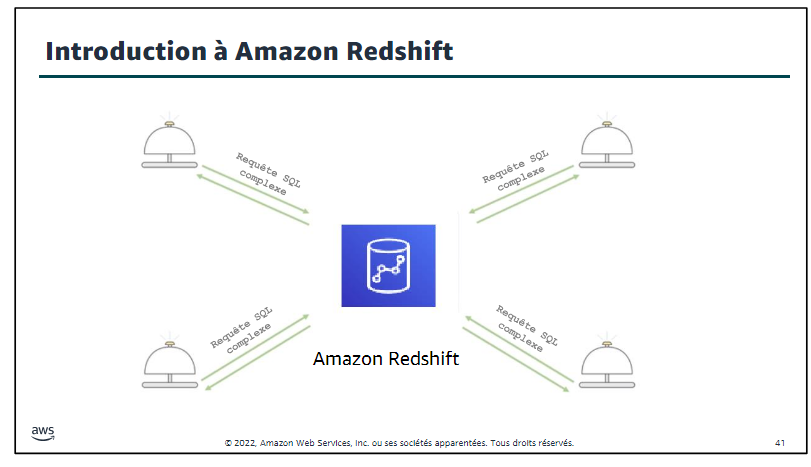 Introduction à Amazon Redshift
Requête SQL
complexe
Requête SQL
complexe
Requête SQL
complexe
Requête SQL
complexe
Amazon Redshift
aws
© 2022, Amazon Web Services, Inc. ou ses sociétés apparentées. Tous droits réservés.
41